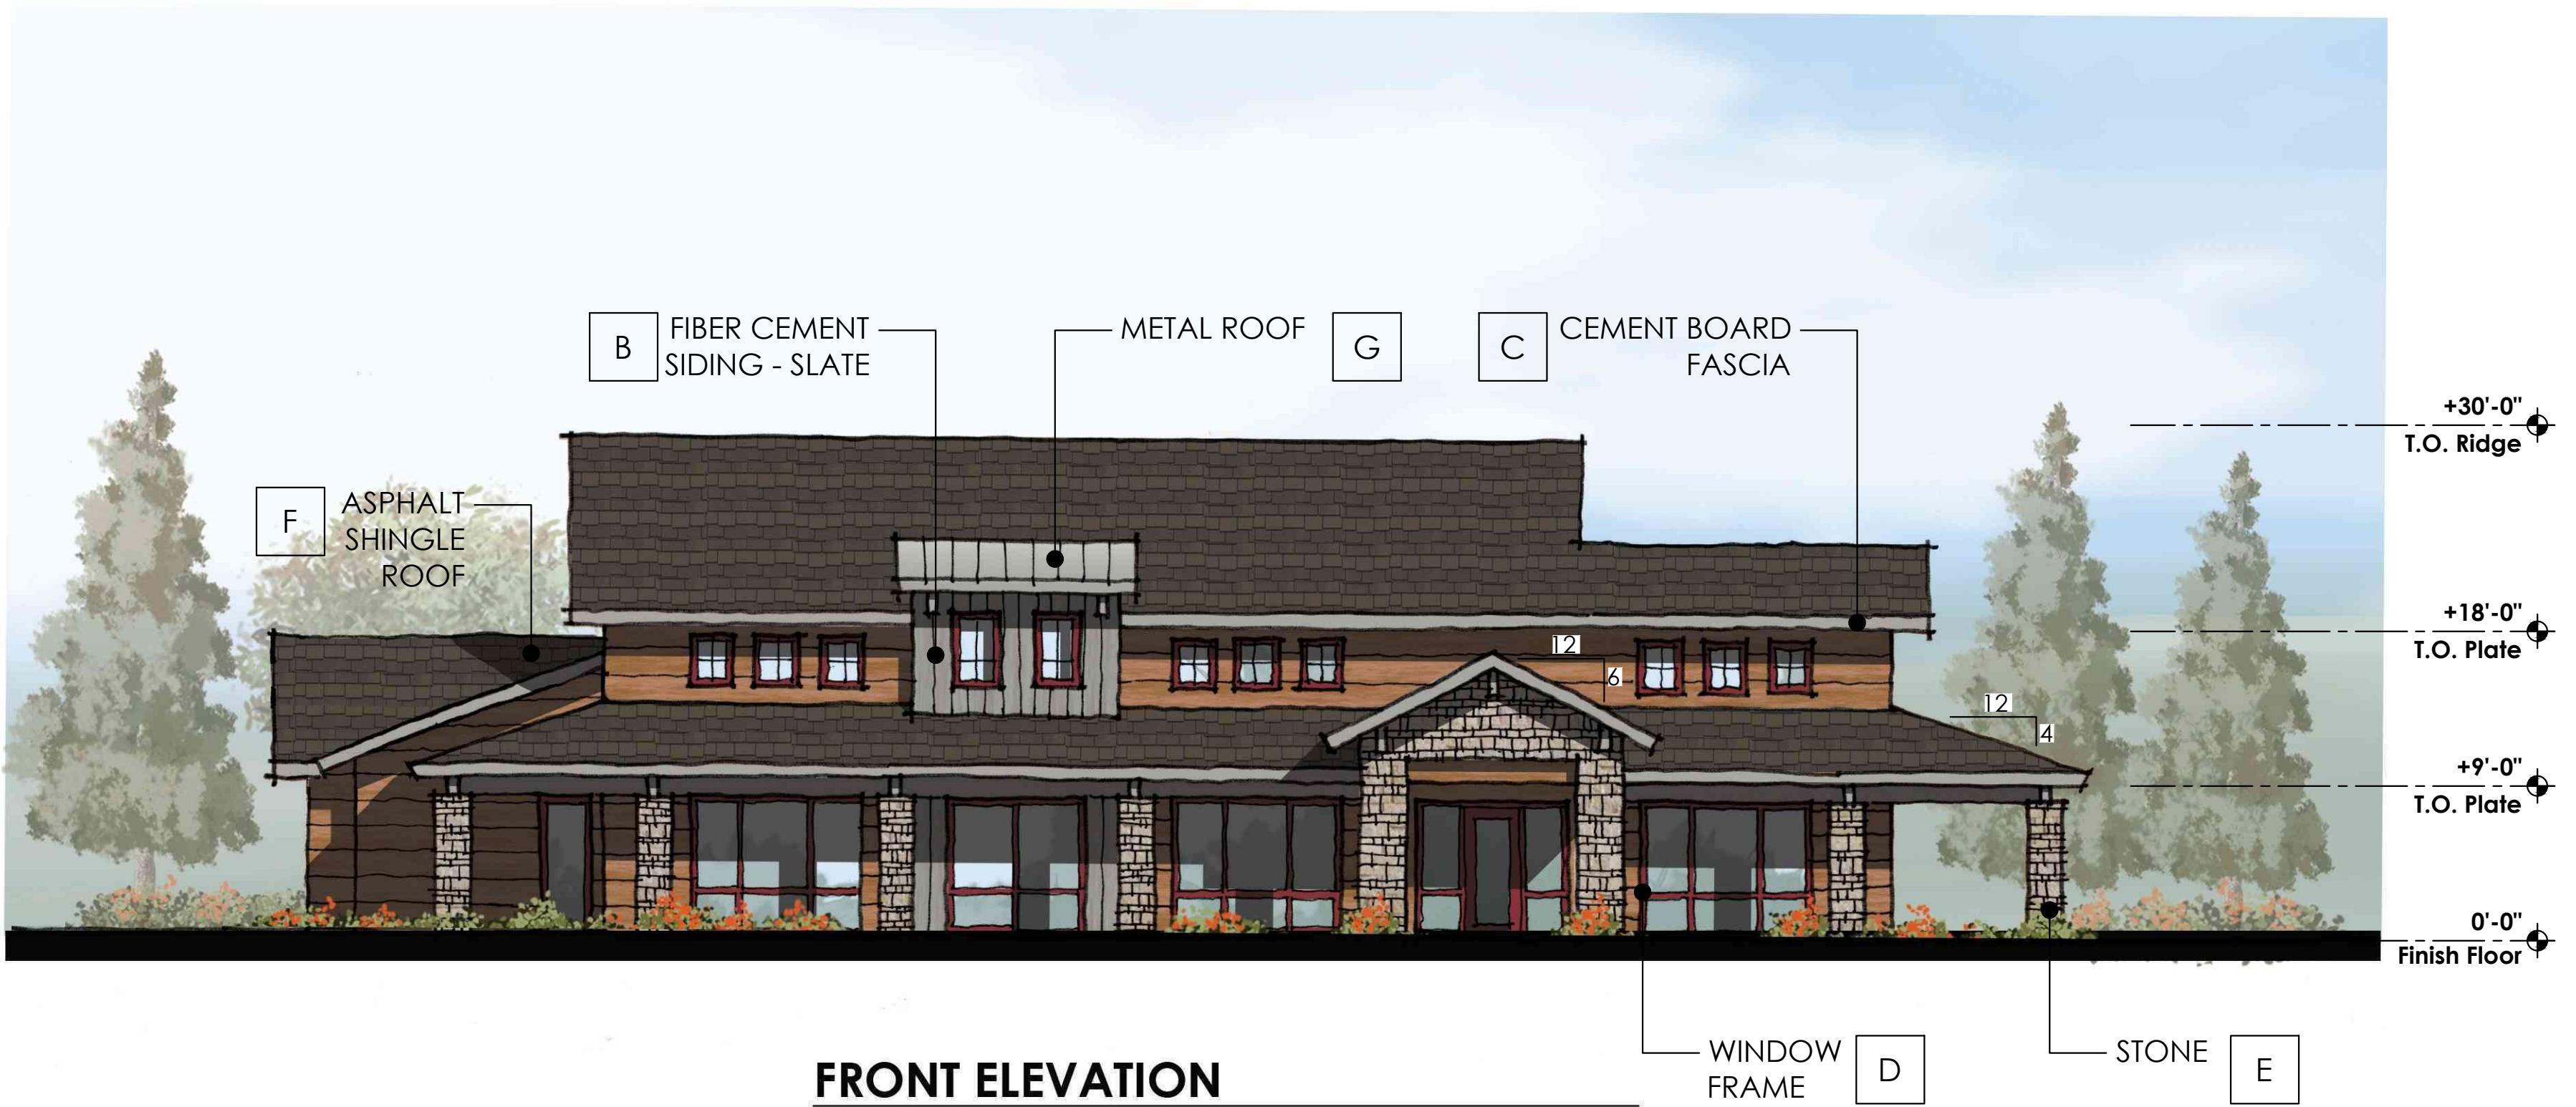 B
FIBER CEMENT
SIDING - SLATE
METAL ROOF
G
C
CEMENT BOARD
FASCIA
+30'-0"
T.O. Ridge
F
ASPHALT
SHINGLE
ROOF
+18'-0"
T.O. Plate
12
6
12
4
+9'-0"
T.O. Plate
0'-0"
Finish Floor
WINDOW
FRAME
D
STONE
E
FRONT ELEVATION